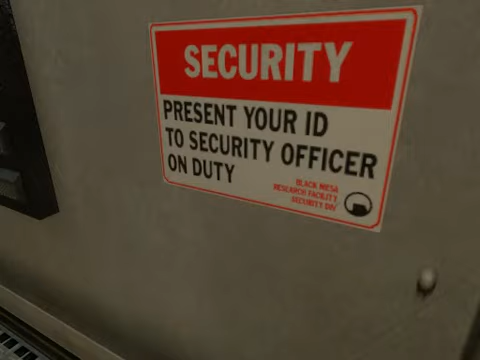 SECURITY
PRESENT YOUR ID
TO SECURITY OFFICER
ON DUTY
BLACK MESA
RESEARCH FACILITY
SECURITY DIV